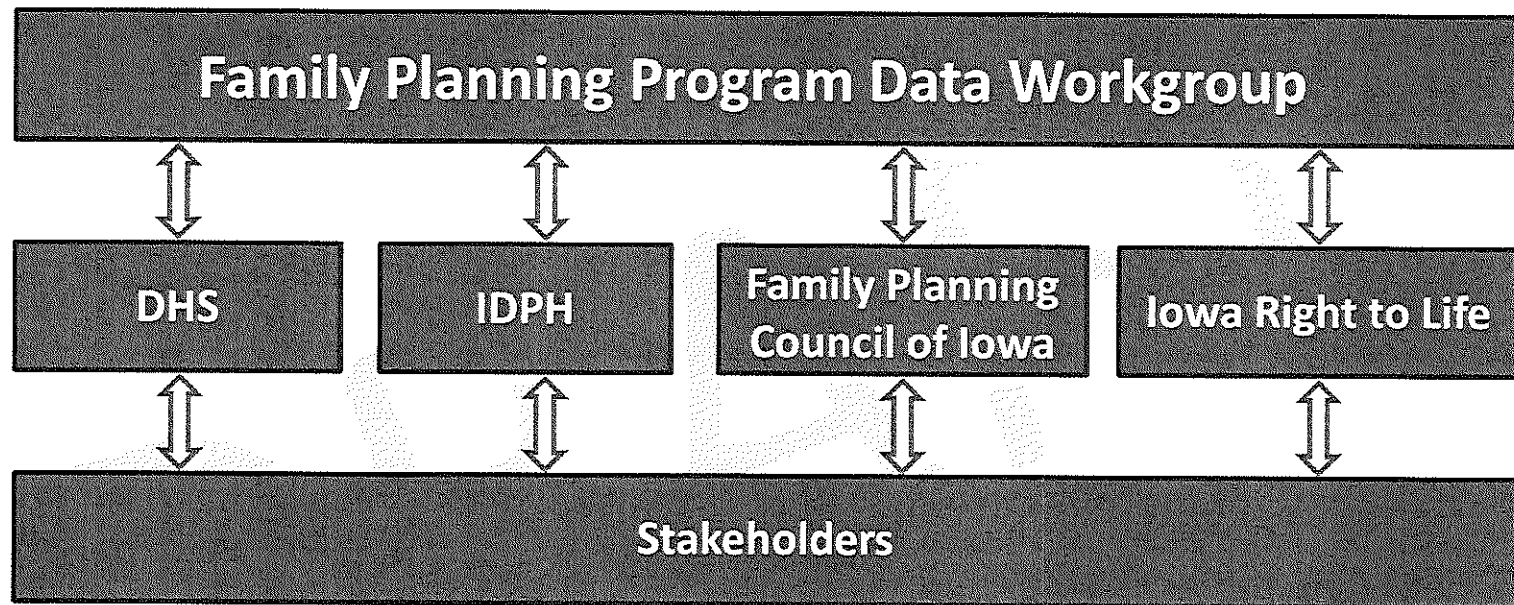 Family Planning Program Data Workgroup
DHS
IDPH
Family Planning
Council of Iowa
Iowa Right to Life
Stakeholders